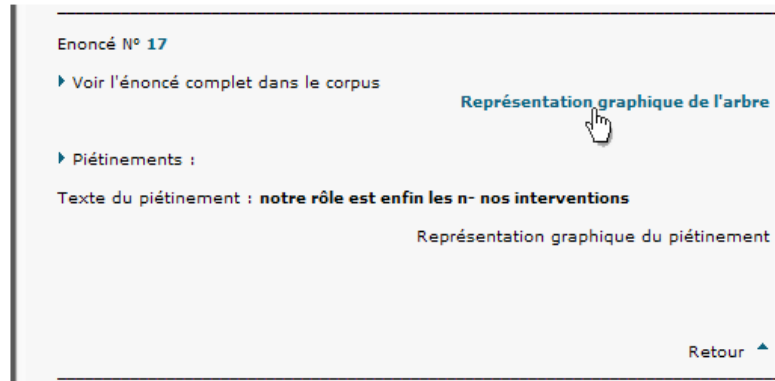 Enoncé Nº 17
Voir l'énoncé complet dans le corpus
Représentation graphique de l'arbre
Piétinements :
Texte du piétinement : notre rôle est enfin les n- nos interventions
Représentation graphique du piétinement
Retour